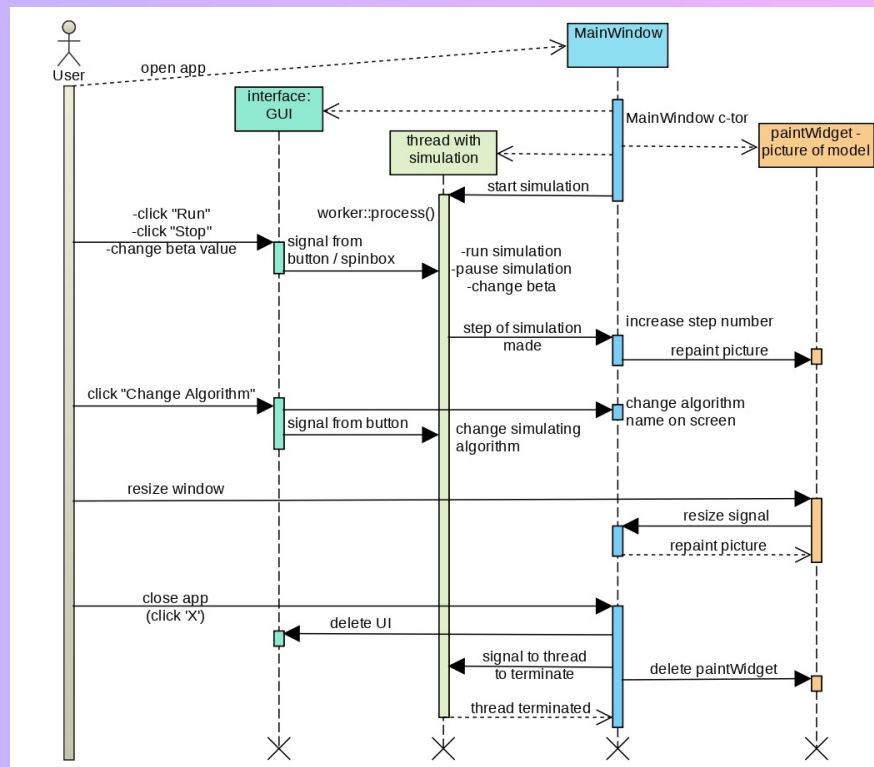 MainWindow
User
open app
interface:
GUI
MainWindow c-tor
thread with
simulation
paintWidget -
picture of model
start simulation
worker::process()
-click "Run"
-click "Stop"
-change beta value
signal from
button / spinbox
-run simulation
-pause simulation
-change beta
step of simulation
made
increase step number
repaint picture
click "Change Algorithm"
signal from button
change simulating
algorithm
change algorithm
name on screen
resize window
resize signal
repaint picture
close app
(click 'X')
delete UI
signal to thread
to terminate
delete paintWidget
thread terminated